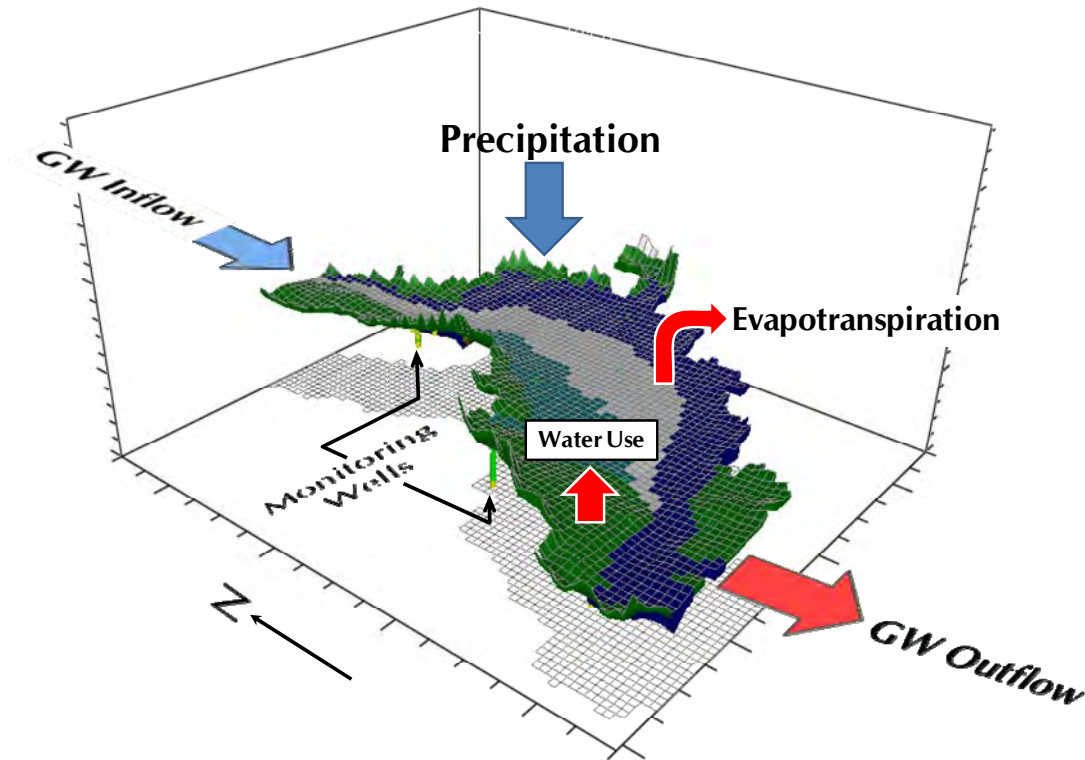 Precipitation
GW Inflow
Evapotranspiration
Water Use
Monitoring
Wells
N
GW Outflow